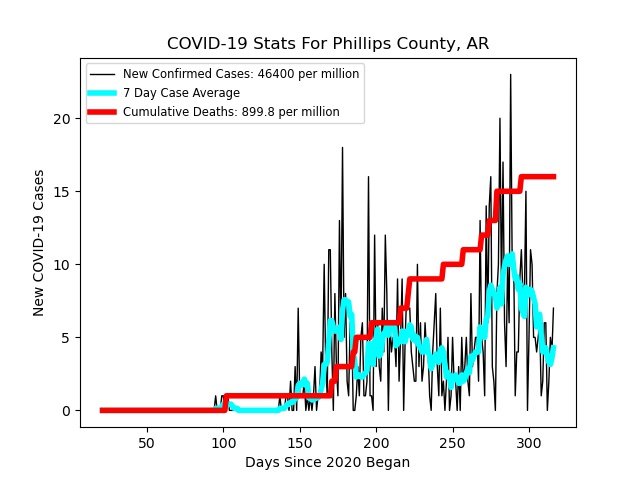 COVID-19 Stats For Phillips County, AR
New Confirmed Cases: 46400 per million
7 Day Case Average
Cumulative Deaths: 899.8 per million
New COVID-19 Cases
20
15
10
5
0
50 100 150 200 250 300
Days Since 2020 Began